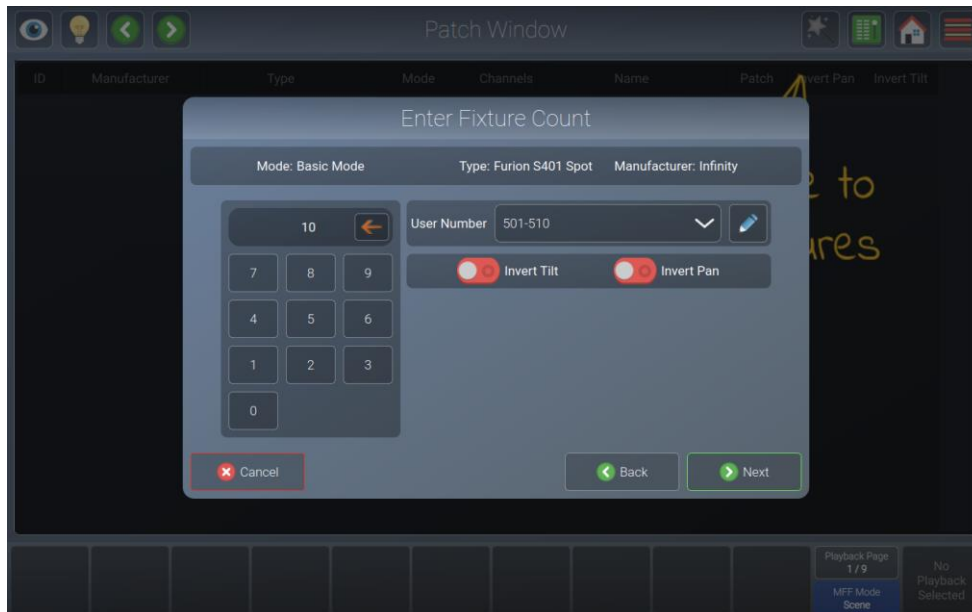 Patch Window
ID Manufacturer Type Mode Channels Name Patch Invert Pan Invert Tilt
Enter Fixture Count
Mode: Basic Mode Type: Furion S401 Spot Manufacturer: Infinity
to
10 User Number 501-510
ures
7 8 9 Invert Tilt Invert Pan
4 5 6
1 2 3
0
Cancel Back Next
Playback Page
1 / 9
MFF Mode
Scene
No
Playback
Selected